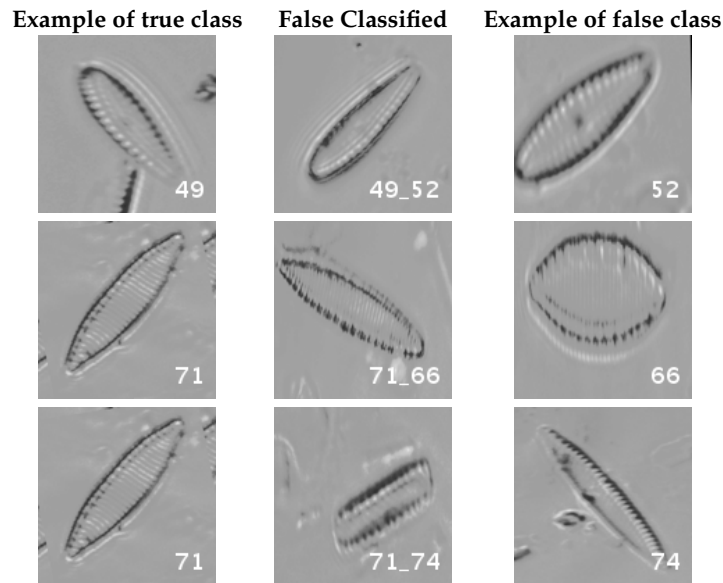 Example of true class False Classified Example of false class
49 49_52 52
71 71_66 66
71 71_74 74